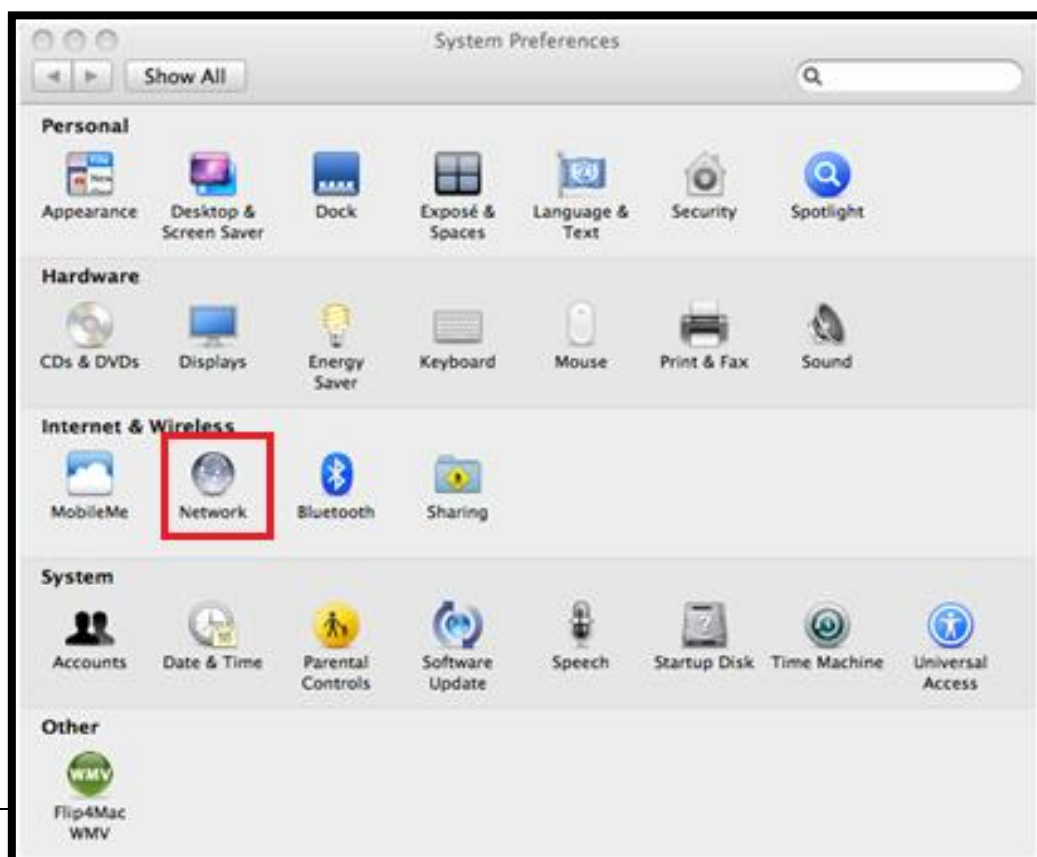 System Preferences
Show All
Personal
Appearance
Desktop &
Screen Saver
Dock
Exposé &
Spaces
Language &
Text
Security
Spotlight
Hardware
CDs & DVDs
Displays
Energy
Saver
Keyboard
Mouse
Print & Fax
Sound
Internet & Wireless
MobileMe
Network
Bluetooth
Sharing
System
Accounts
Date & Time
Parental
Controls
Software
Update
Speech
Startup Disk
Time Machine
Universal
Access
Other
WMV
Flip4Mac
WMV